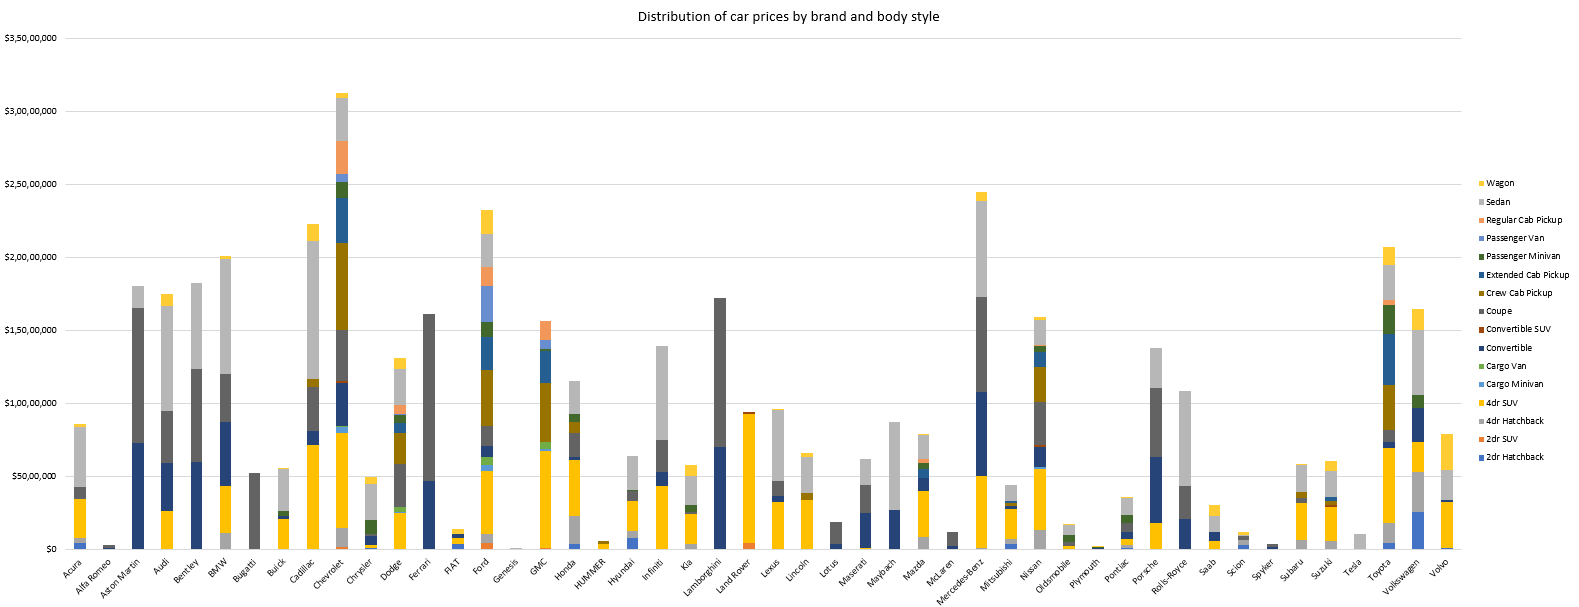 Distribution of car prices by brand and body style
$3,50,00,000
$3,00,00,000
$2,50,00,000
$2,00,00,000
$1,50,00,000
$1,00,00,000
$50,00,000
$0
Acura
Alfa Romeo
Aston Martin
Audi
Bentley
BMW
Bugatti
Buick
Cadillac
Chevrolet
Chrysler
Dodge
Ferrari
FIAT
Ford
Genesis
GMC
Honda
HUMMER
Hyundai
Infiniti
Kia
Lamborghini
Land Rover
Lexus
Lincoln
Lotus
Maserati
Maybach
Mazda
McLaren
Mercedes-Benz
Mitsubishi
Nissan
Oldsmobile
Plymouth
Pontiac
Porsche
Rolls-Royce
Saab
Scion
Spyker
Subaru
Suzuki
Tesla
Toyota
Volkswagen
Volvo
Wagon
Sedan
Regular Cab Pickup
Passenger Van
Passenger Minivan
Extended Cab Pickup
Crew Cab Pickup
Coupe
Convertible SUV
Convertible
Cargo Van
Cargo Minivan
4dr SUV
4dr Hatchback
2dr SUV
2dr Hatchback